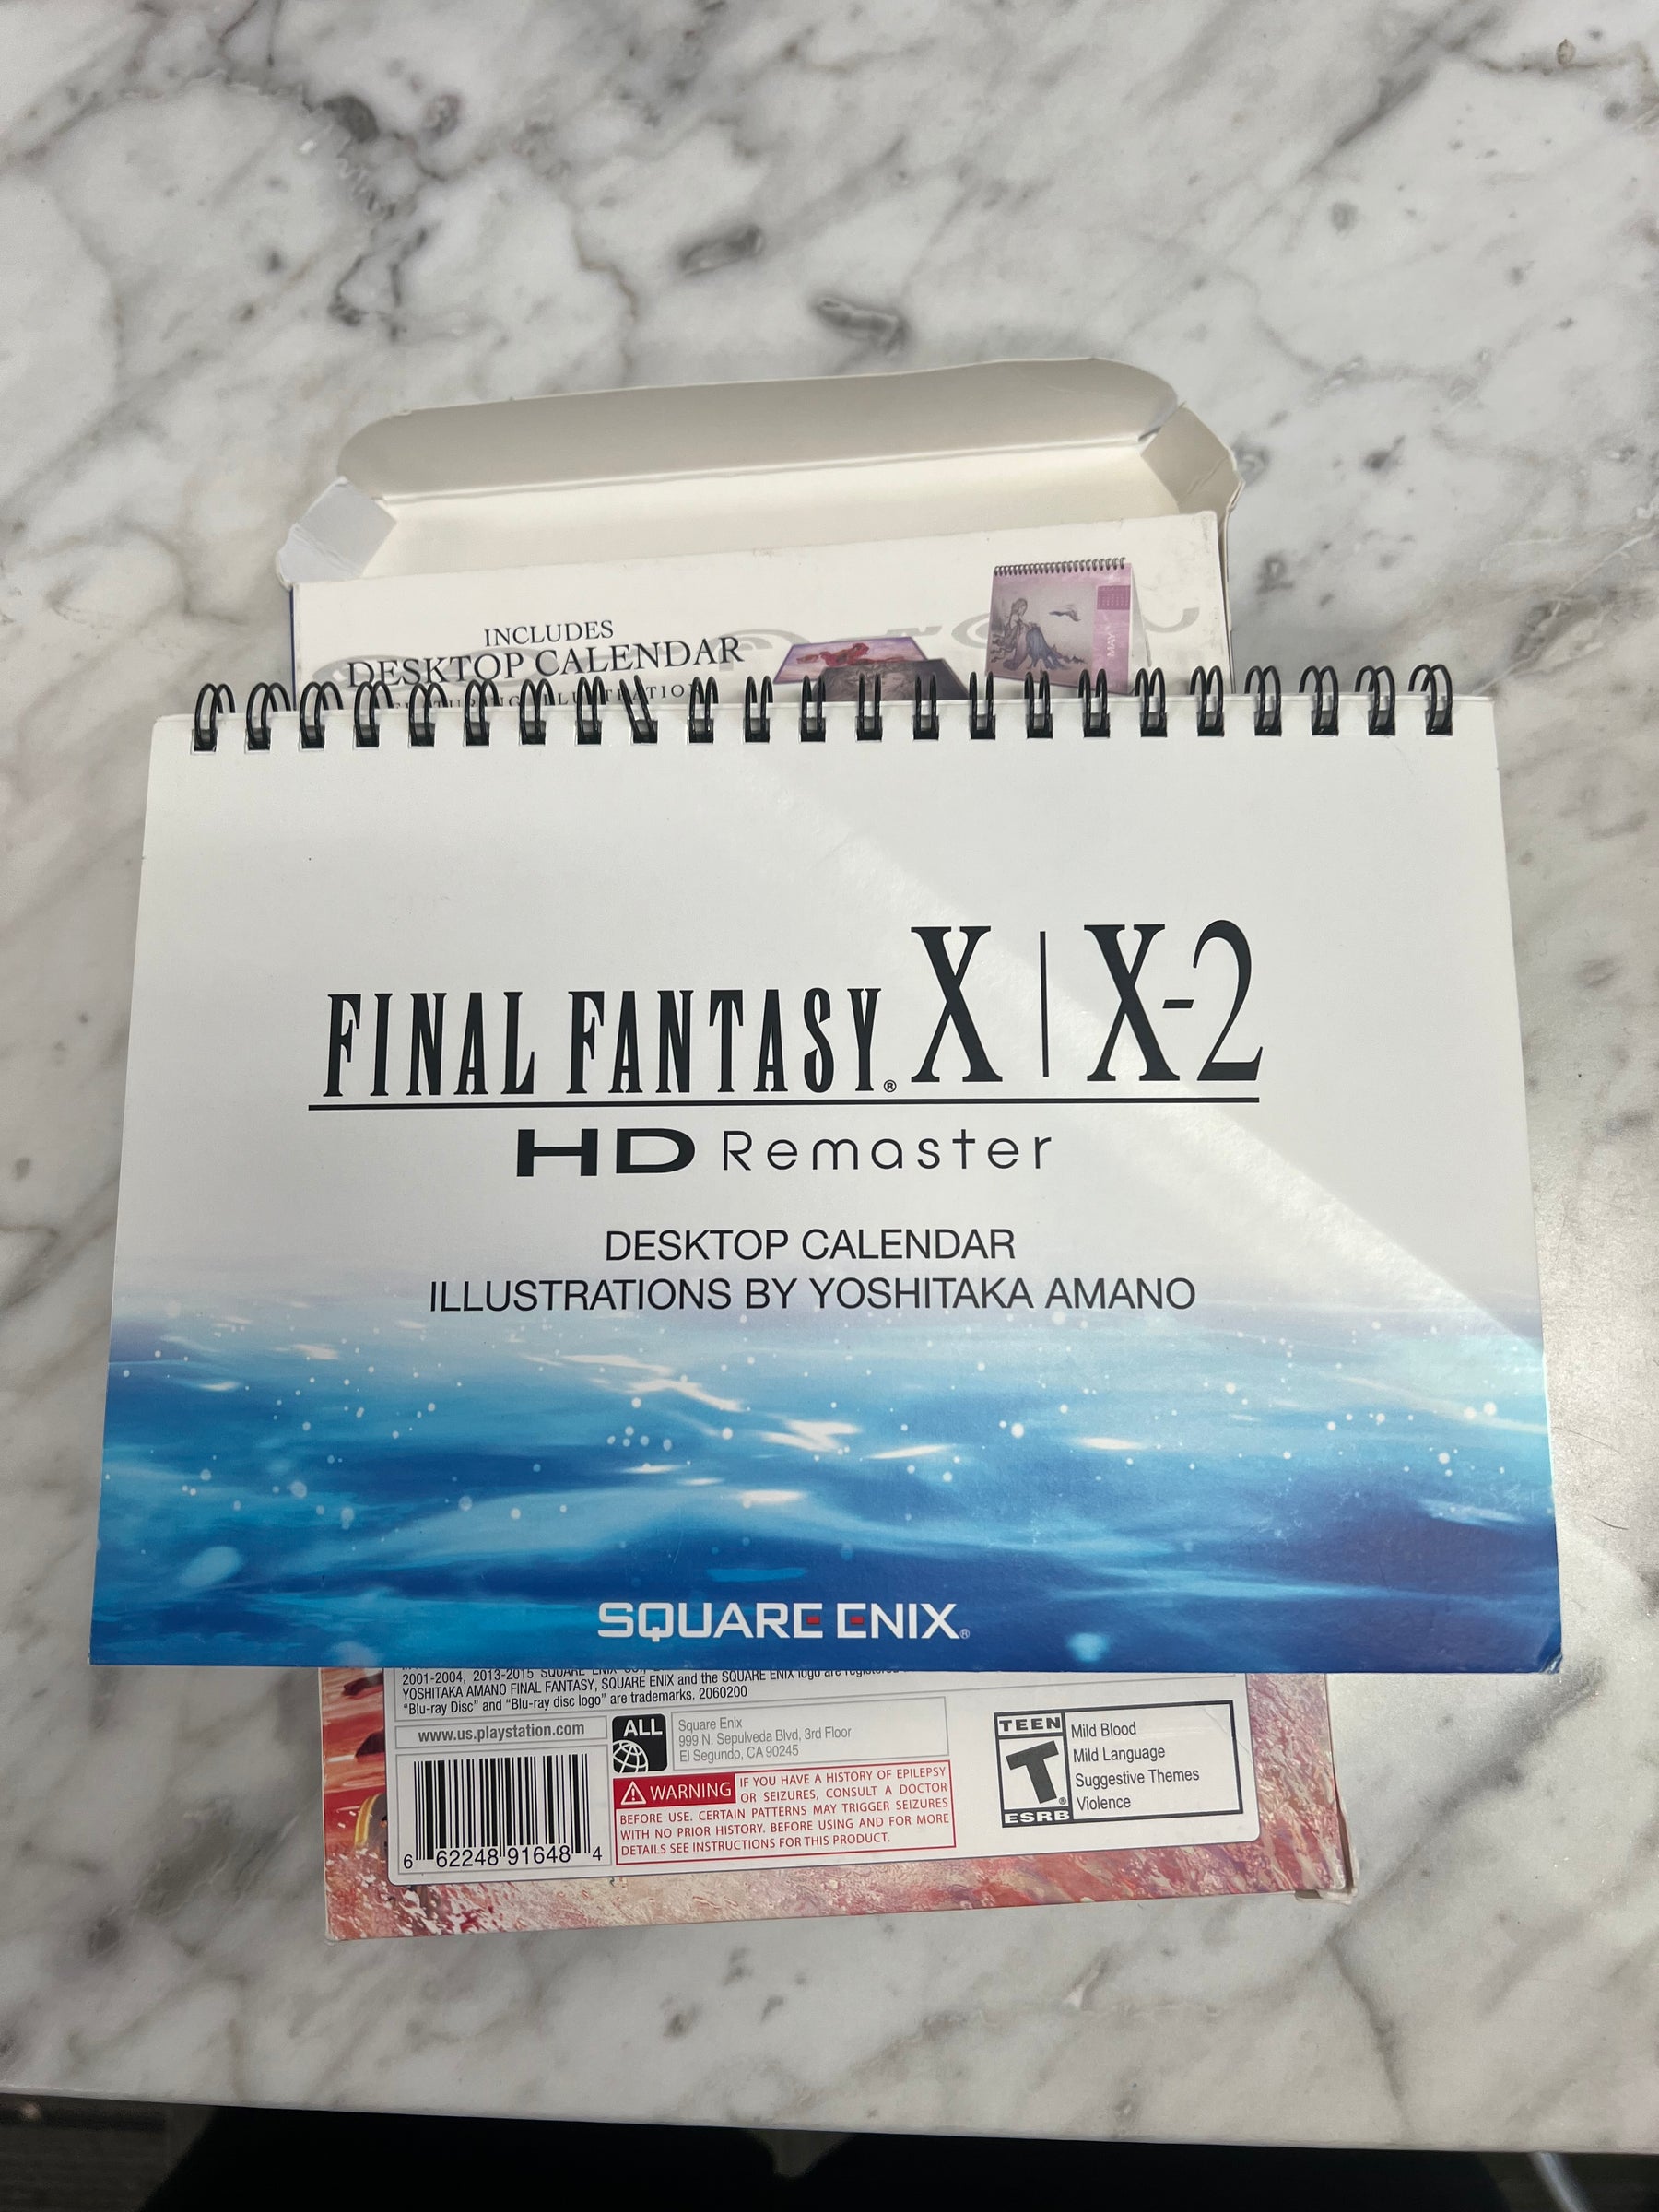 INCLUDES
DESKTOP CALENDAR
MAY
FINAL FANTASY® X | X-2
HD Remaster
DESKTOP CALENDAR
ILLUSTRATIONS BY YOSHITAKA AMANO
SQUARE ENIX®
2001-2004, 2013-2015 SQUARE ENIX
YOSHITAKA AMANO FINAL FANTASY, SQUARE ENIX and the SQUARE ENIX logo are registered
"Blu-ray Disc" and "Blu-ray disc logo" are trademarks. 2060200
www.us.playstation.com
ALL
Square Enix
999 N. Sepulveda Blvd, 3rd Floor
El Segundo, CA 90245
WARNING IF YOU HAVE A HISTORY OF EPILEPSY
OR SEIZURES, CONSULT A DOCTOR
BEFORE USE. CERTAIN PATTERNS MAY TRIGGER SEIZURES
WITH NO PRIOR HISTORY. BEFORE USING AND FOR MORE
DETAILS SEE INSTRUCTIONS FOR THIS PRODUCT.
6 62248 91648 4
TEEN
T®
ESRB
Mild Blood
Mild Language
Suggestive Themes
Violence